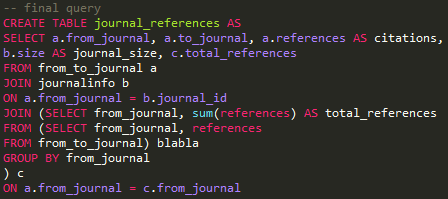 -- final query
CREATE TABLE journal_references AS
SELECT a.from_journal, a.to_journal, a.references AS citations,
b.size AS journal_size, c.total_references
FROM from_to_journal a
JOIN journalinfo b
ON a.from_journal = b.journal_id
JOIN (SELECT from_journal, sum(references) AS total_references
FROM (SELECT from_journal, references
FROM from_to_journal) blabla
GROUP BY from_journal
) c
ON a.from_journal = c.from_journal